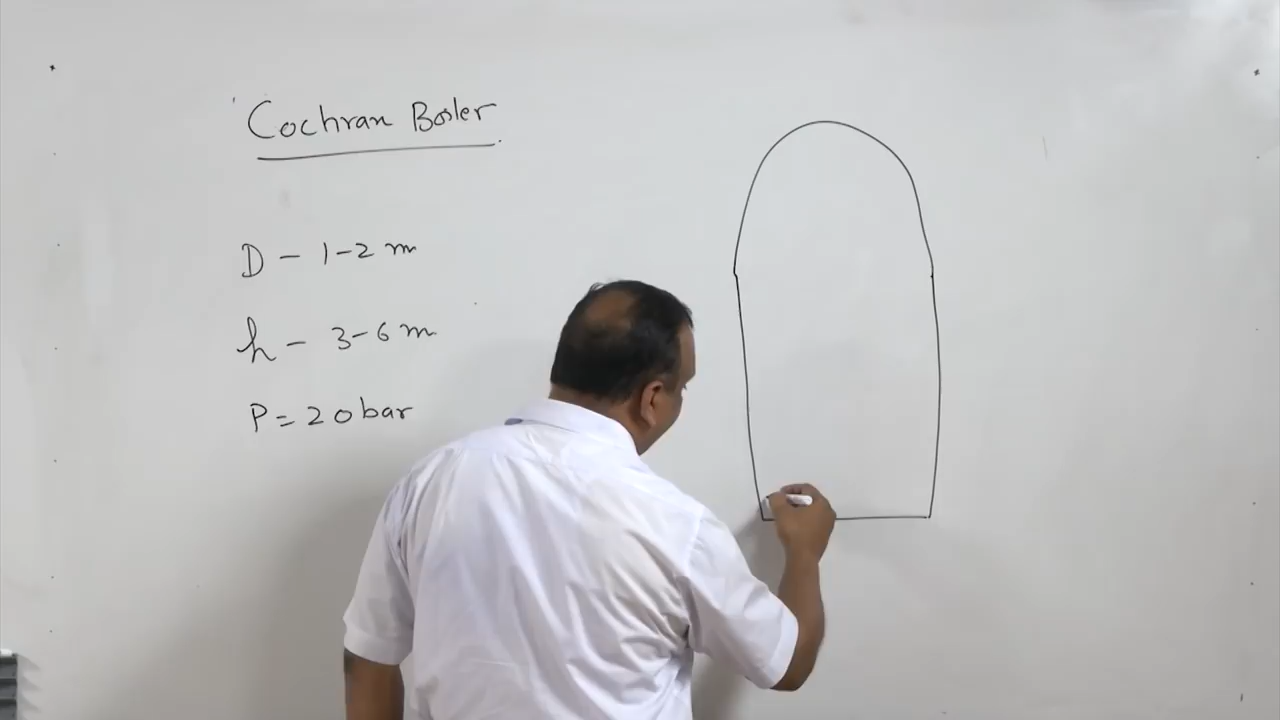 Cochran Boiler
D - 1-2 m
h - 3-6 m
P = 20 bar